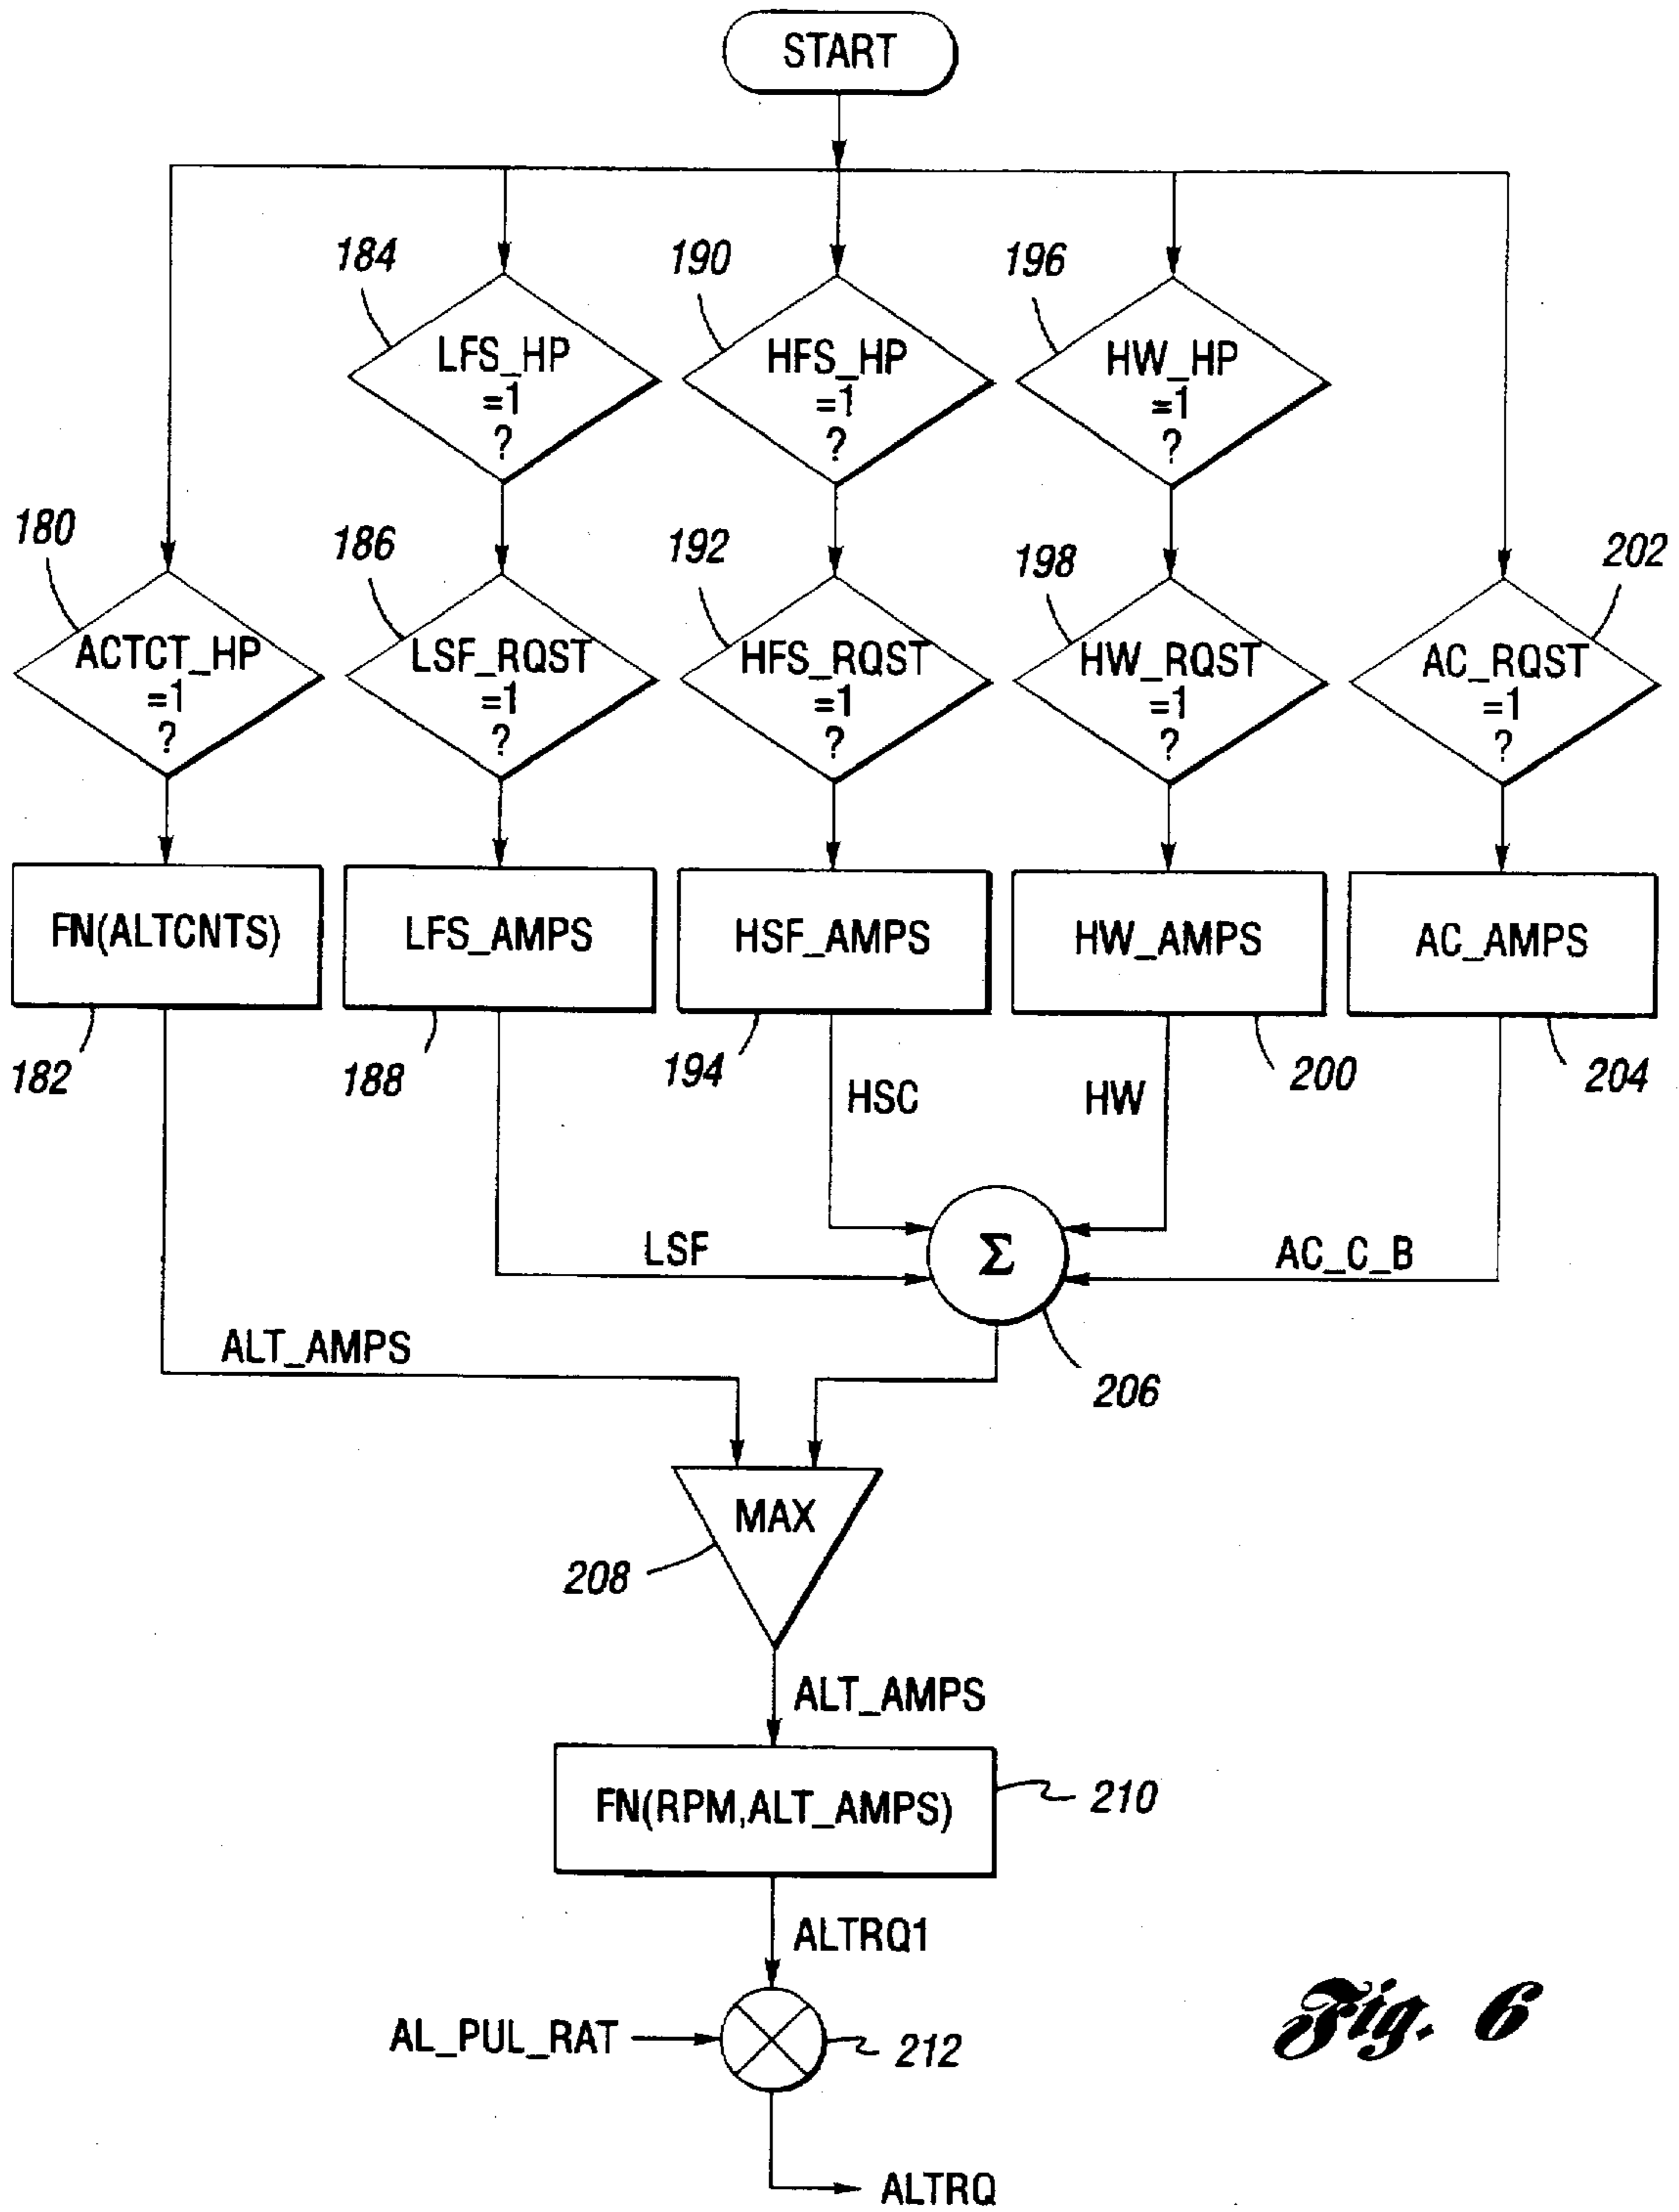 START
184
190
196
LFS_HP
=1
?
HFS_HP
=1
?
HW_HP
=1
?
180
186
192
198
202
ACTCT_HP
=1
?
LSF_RQST
=1
?
HFS_RQST
=1
?
HW_RQST
=1
?
AC_RQST
=1
?
FN(ALTCNTS)
LFS_AMPS
HSF_AMPS
HW_AMPS
AC_AMPS
182
188
194
200
204
HSC
HW
LSF
Σ
AC_C_B
ALT_AMPS
206
MAX
208
ALT_AMPS
FN(RPM,ALT_AMPS)
210
ALTRQ1
AL_PUL_RAT
212
ALTRQ
Fig. 6